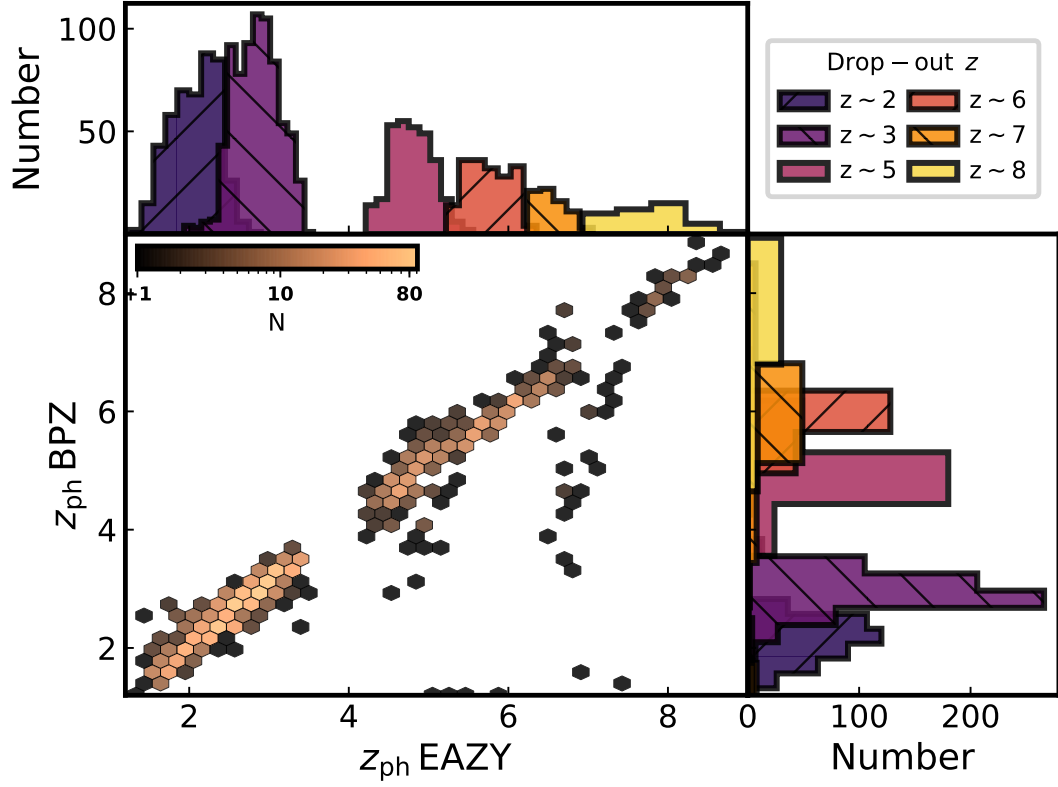 100
50
Number
Drop − out z
z ~ 2
z ~ 6
z ~ 3
z ~ 7
z ~ 5
z ~ 8
+1
10
80
N
8
6
4
2
z_ph BPZ
2
4
6
8
z_ph EAZY
0
100
200
Number